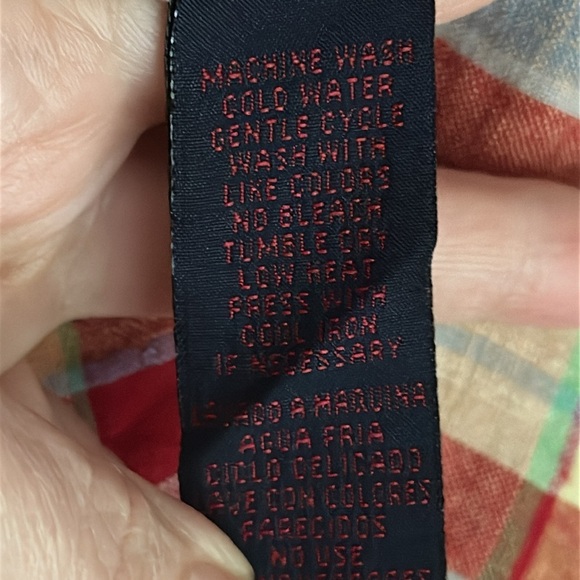 MACHINE WASH
COLD WATER
GENTLE CYCLE
WASH WITH
LIKE COLORS
NO BLEACH
TUMBLE DRY
LOW HEAT
PRESS WITH
COOL IRON
IF NECESSARY
LAVADO A MAQUINA
AGUA FRIA
CICLO DELICADO
LAVE CON COLORES
PARECIDOS
NO USE